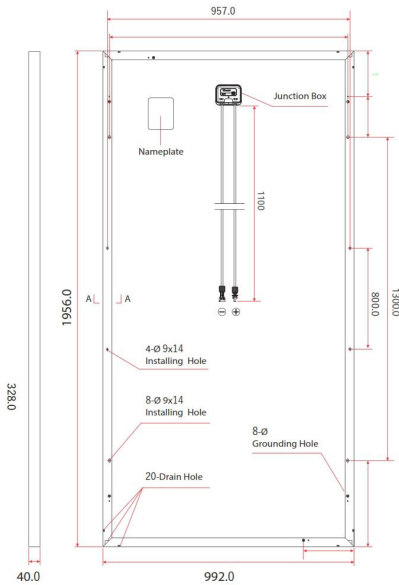 957.0
Junction Box
Nameplate
1100
1956.0
A
A
800.0
1300.0
4-Ø 9x14
Installing Hole
328.0
8-Ø 9x14
Installing Hole
8-Ø
Grounding Hole
20-Drain Hole
40.0
992.0